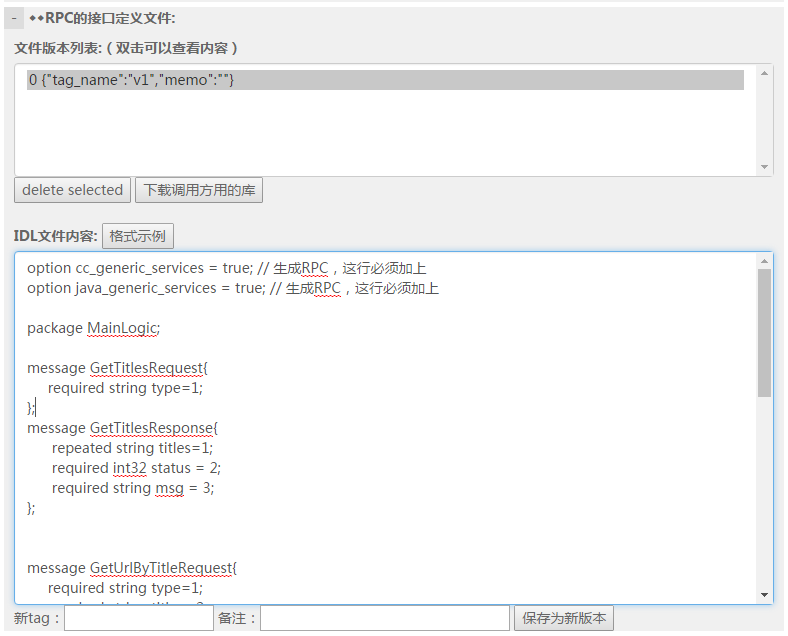 - **RPC的接口定义文件:
文件版本列表:（双击可以查看内容）
0 {"tag_name":"v1","memo":""}
delete selected 下载调用方用的库
IDL文件内容: 格式示例
option cc_generic_services = true; // 生成RPC，这行必须加上
option java_generic_services = true; // 生成RPC，这行必须加上
package MainLogic;
message GetTitlesRequest{
required string type=1;
};
message GetTitlesResponse{
repeated string titles=1;
required int32 status = 2;
required string msg = 3;
};
message GetUrlByTitleRequest{
required string type=1;
新tag： 备注： 保存为新版本